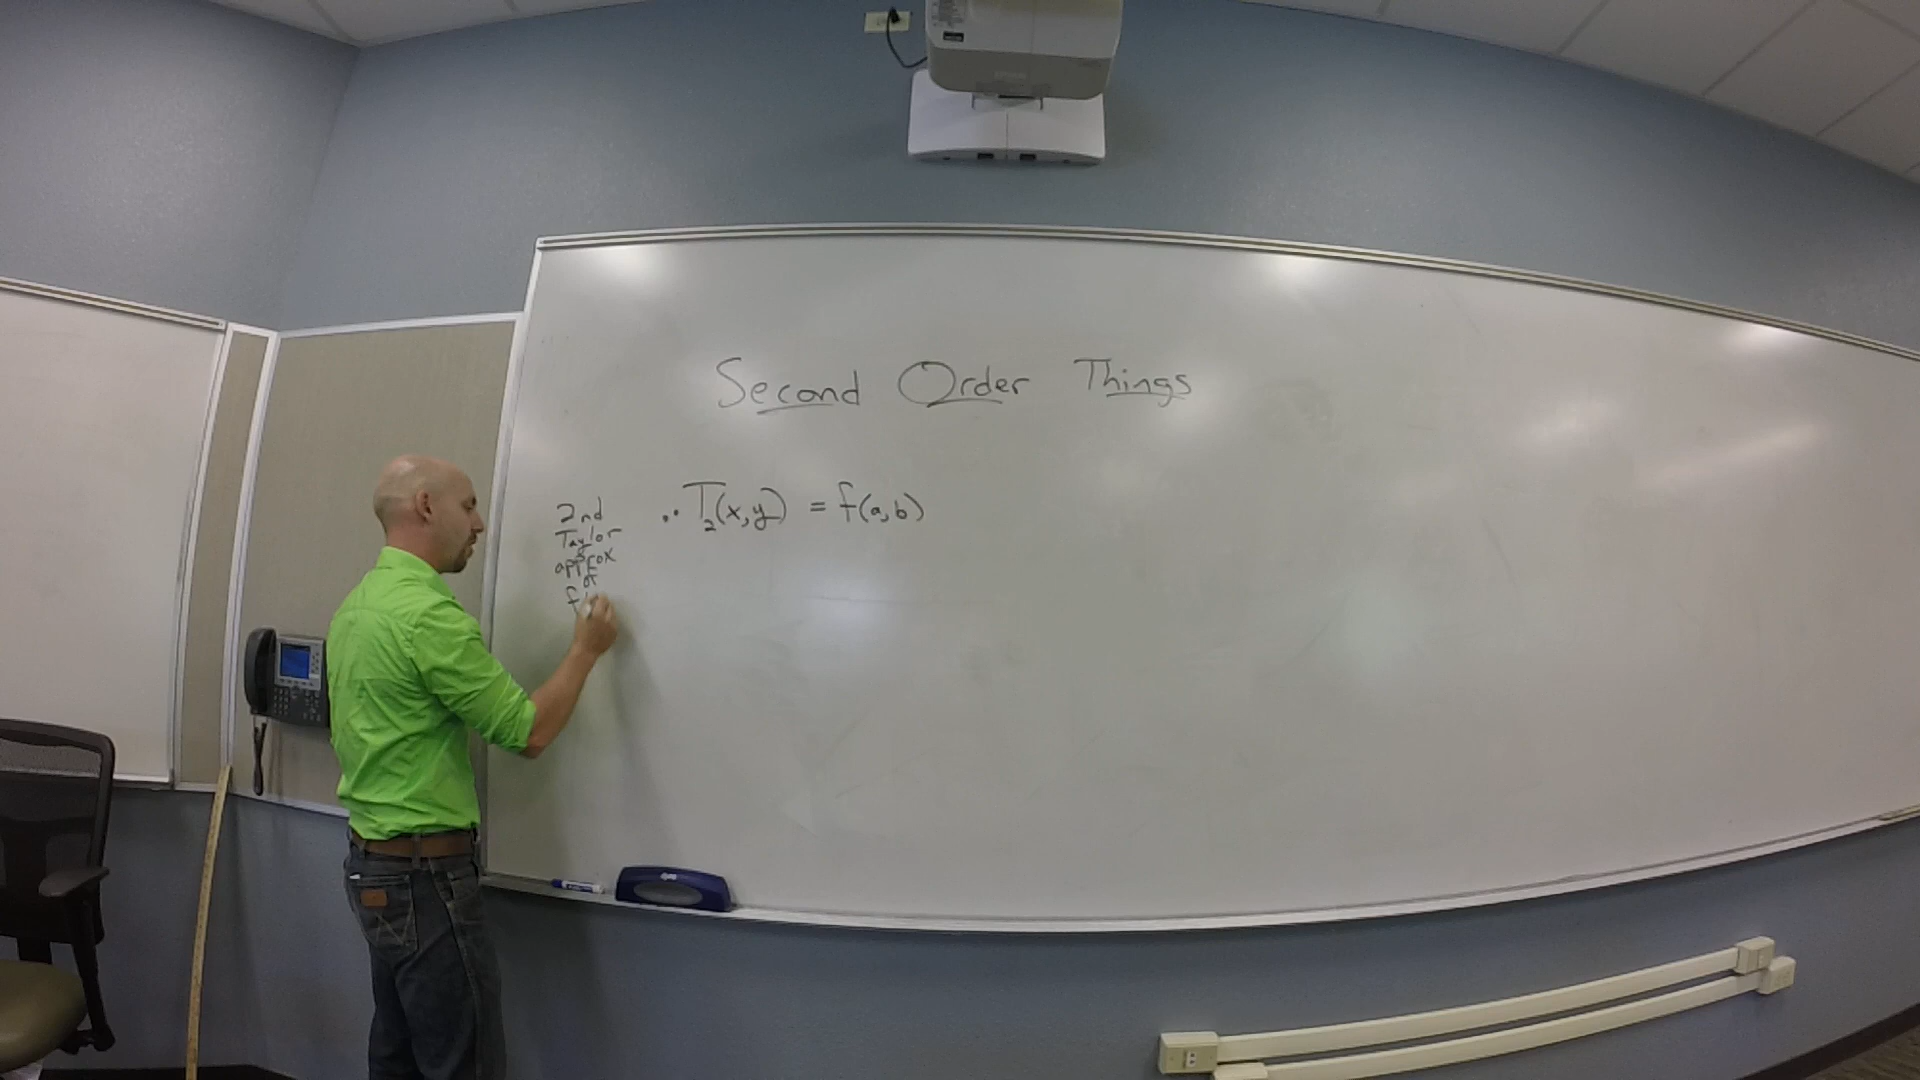 Second Order Things
2nd
Taylor
approx
of
f
T₂(x,y) = f(a,b)